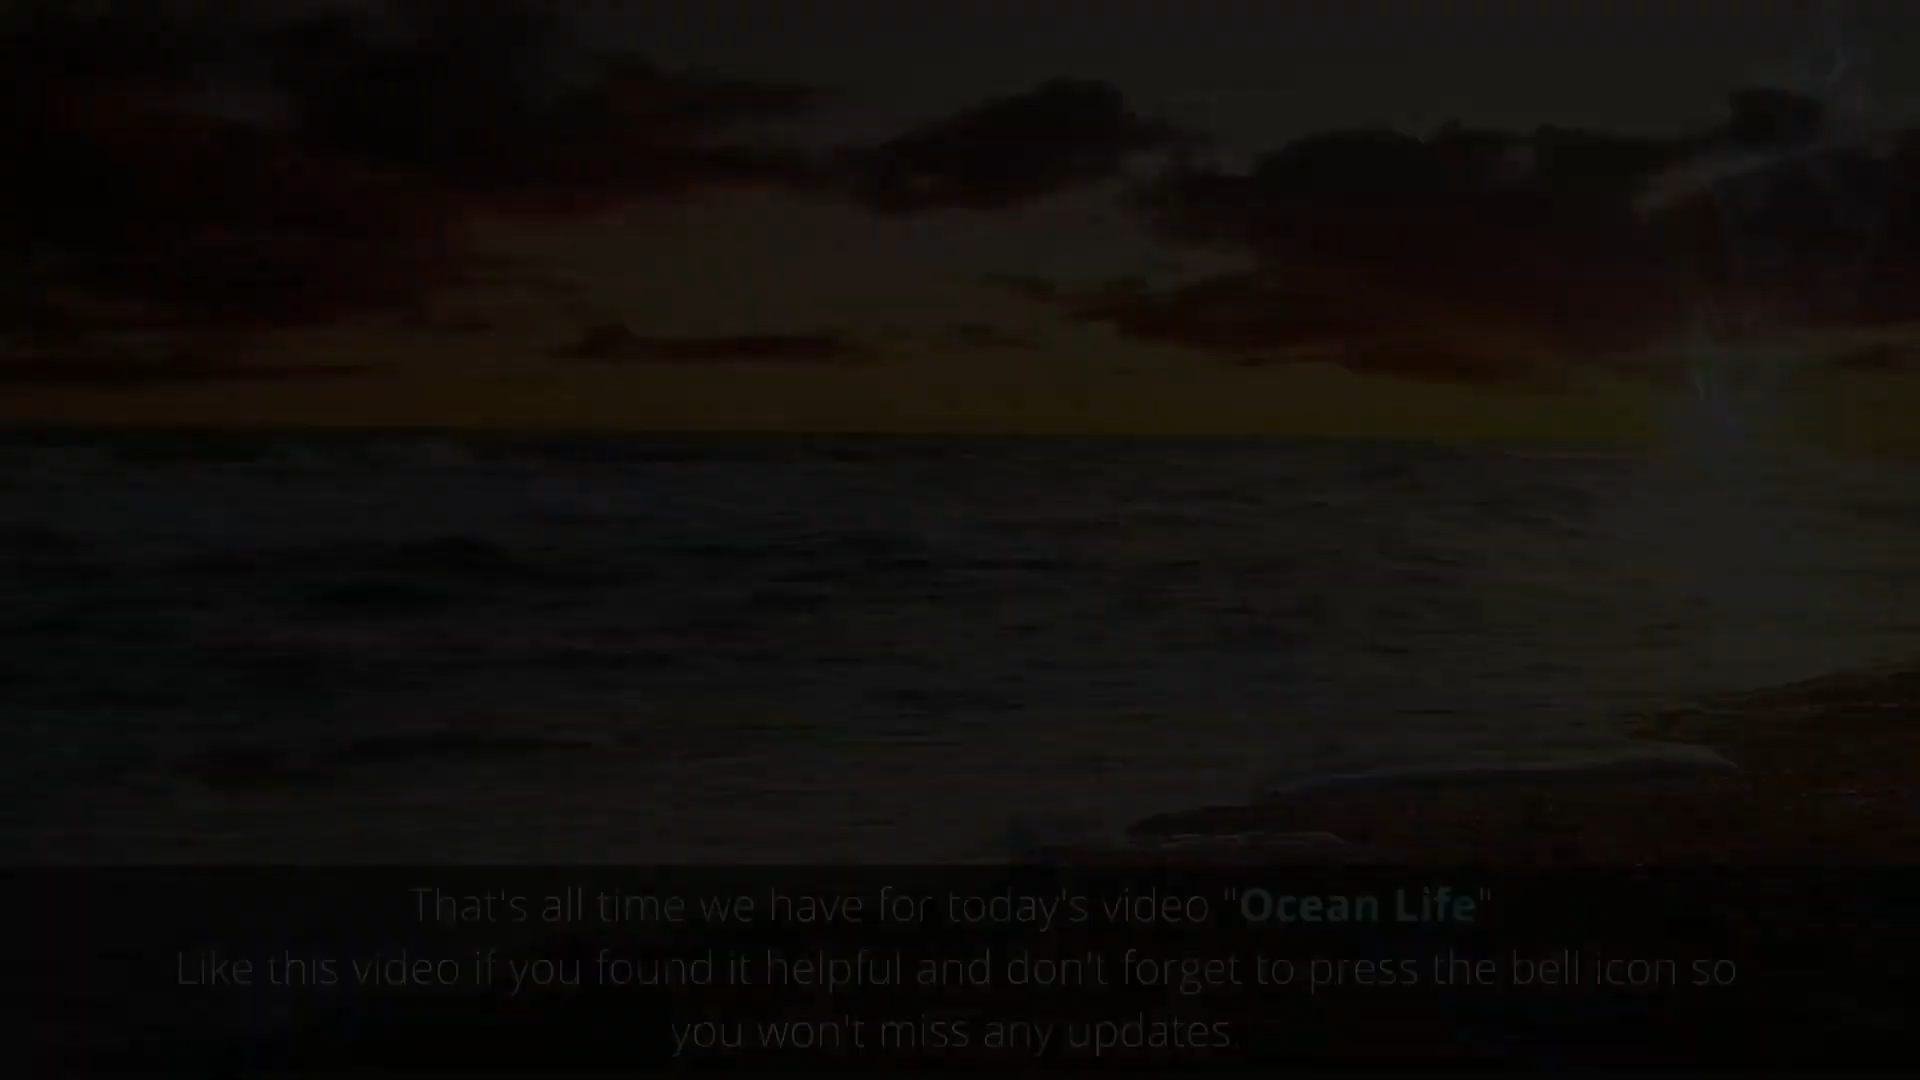 That's all time we have for today's video "Ocean Life"
Like this video if you found it helpful and don't forget to press the bell icon so
you won't miss any updates.